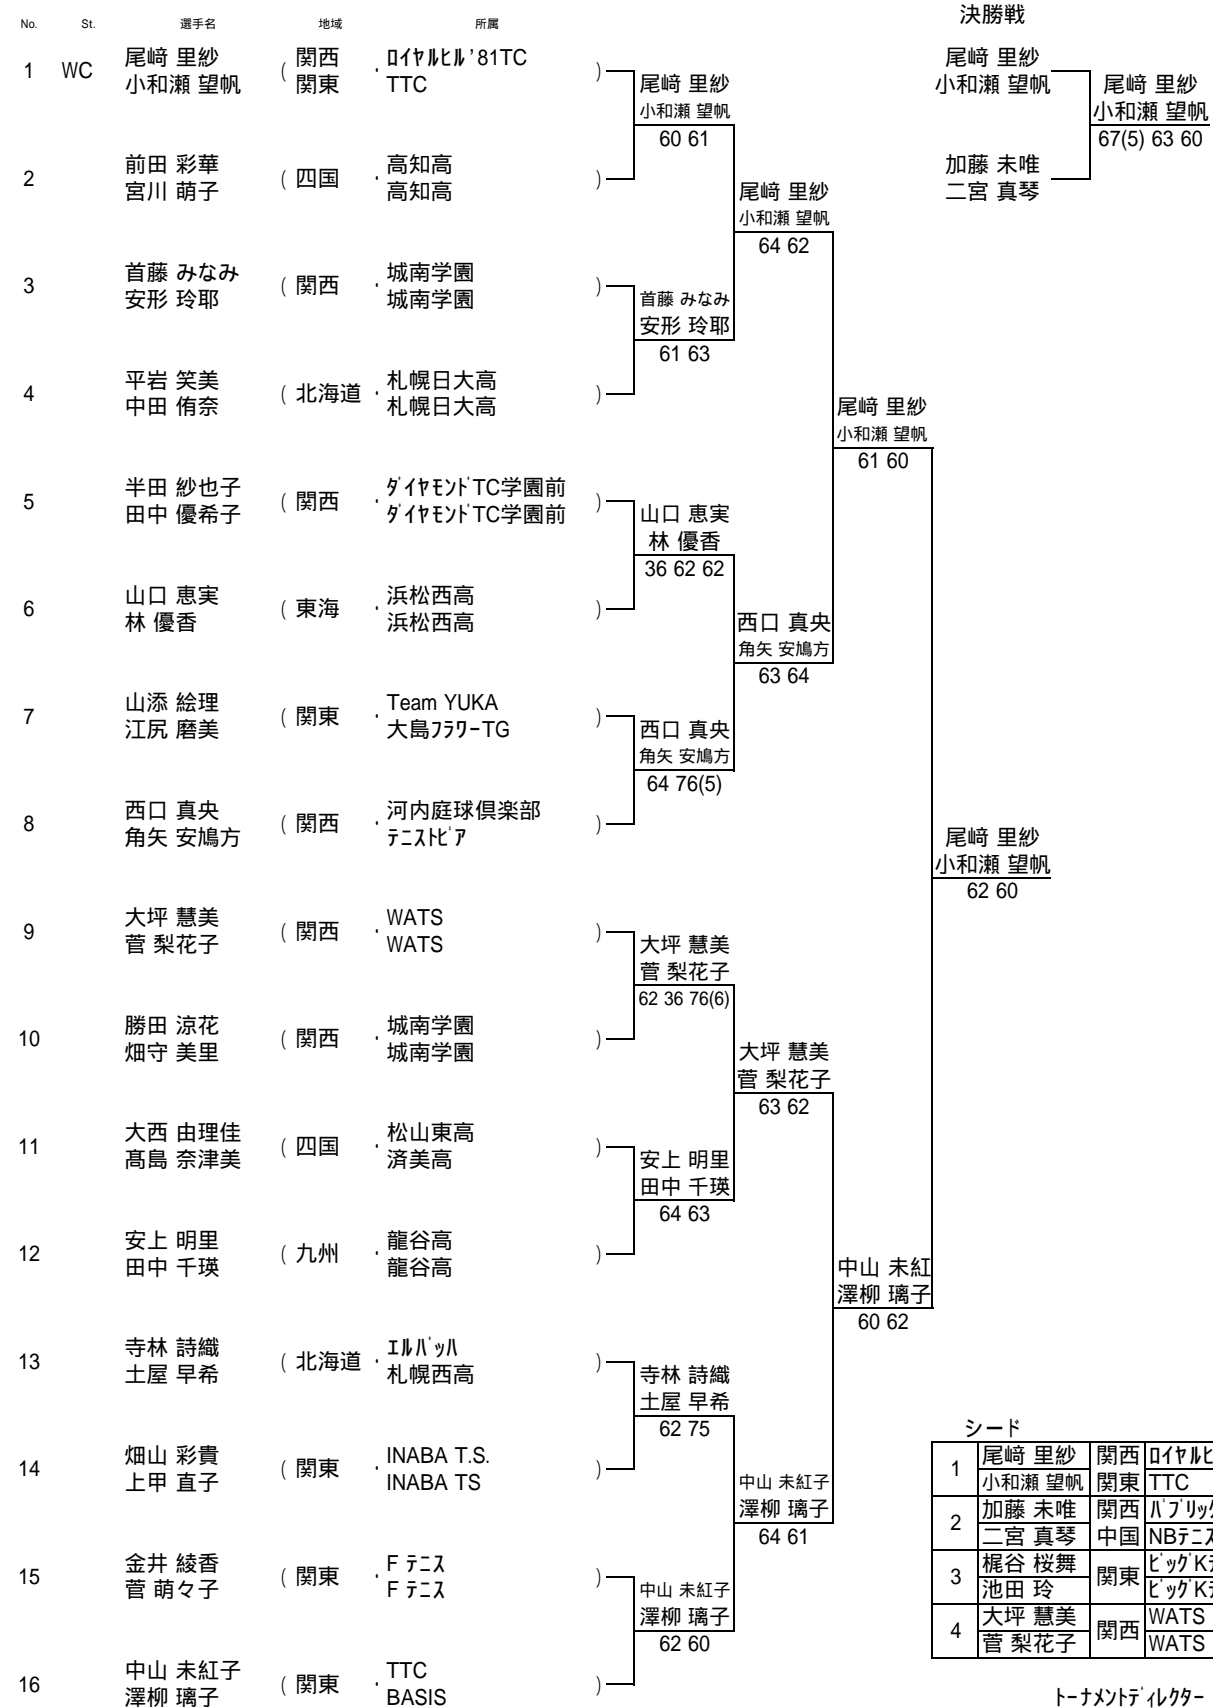 No. St. 選手名 地域 所属
1 WC 尾﨑 里紗 ( 関西 ・ ﾛｲﾔﾙﾋﾙ'81TC )
小和瀬 望帆 関東 TTC
2 前田 彩華 ( 四国 ・ 高知高 )
宮川 萌子 高知高
3 首藤 みなみ ( 関西 ・ 城南学園 )
安形 玲耶 城南学園
4 平岩 笑美 ( 北海道 ・ 札幌日大高 )
中田 侑奈 札幌日大高
5 半田 紗也子 ( 関西 ・ ﾀﾞｲﾔﾓﾝﾄﾞTC学園前 )
田中 優希子 ﾀﾞｲﾔﾓﾝﾄﾞTC学園前
6 山口 恵実 ( 東海 ・ 浜松西高 )
林 優香 浜松西高
7 山添 絵理 ( 関東 ・ Team YUKA )
江尻 磨美 大島ﾌﾗﾜｰTG
8 西口 真央 ( 関西 ・ 河内庭球倶楽部 )
角矢 安鳩方 ﾃﾆｽﾄﾋﾟｱ
9 大坪 慧美 ( 関西 ・ WATS )
菅 梨花子 WATS
10 勝田 涼花 ( 関西 ・ 城南学園 )
畑守 美里 城南学園
11 大西 由理佳 ( 四国 ・ 松山東高 )
髙島 奈津美 済美高
12 安上 明里 ( 九州 ・ 龍谷高 )
田中 千瑛 龍谷高
13 寺林 詩織 ( 北海道 ・ ｴﾙﾊﾞｯﾊ )
土屋 早希 札幌西高
14 畑山 彩貴 ( 関東 ・ INABA T.S. )
上甲 直子 INABA TS
15 金井 綾香 ( 関東 ・ F ﾃﾆｽ )
菅 萌々子 F ﾃﾆｽ
16 中山 未紅子 ( 関東 ・ TTC )
澤柳 璃子 BASIS
尾﨑 里紗
小和瀬 望帆
60 61
首藤 みなみ
安形 玲耶
61 63
山口 恵実
林 優香
36 62 62
西口 真央
角矢 安鳩方
64 76(5)
大坪 慧美
菅 梨花子
62 36 76(6)
安上 明里
田中 千瑛
64 63
寺林 詩織
土屋 早希
62 75
中山 未紅子
澤柳 璃子
62 60
尾﨑 里紗
小和瀬 望帆
64 62
西口 真央
角矢 安鳩方
63 64
大坪 慧美
菅 梨花子
63 62
中山 未紅子
澤柳 璃子
64 61
尾﨑 里紗
小和瀬 望帆
61 60
中山 未紅
澤柳 璃子
60 62
尾﨑 里紗
小和瀬 望帆
62 60
決勝戦
尾﨑 里紗
小和瀬 望帆
加藤 未唯
二宮 真琴
尾﨑 里紗
小和瀬 望帆
67(5) 63 60
シード
1 尾﨑 里紗 関西 ﾛｲﾔﾙﾋ
小和瀬 望帆 関東 TTC
2 加藤 未唯 関西 ﾊﾟﾌﾞﾘｯｸ
二宮 真琴 中国 NBﾃﾆｽ
3 梶谷 桜舞 関東 ﾋﾞｯｸﾞKﾃ
池田 玲 ﾋﾞｯｸﾞKﾃ
4 大坪 慧美 関西 WATS
菅 梨花子 WATS
トーナメントディレクター